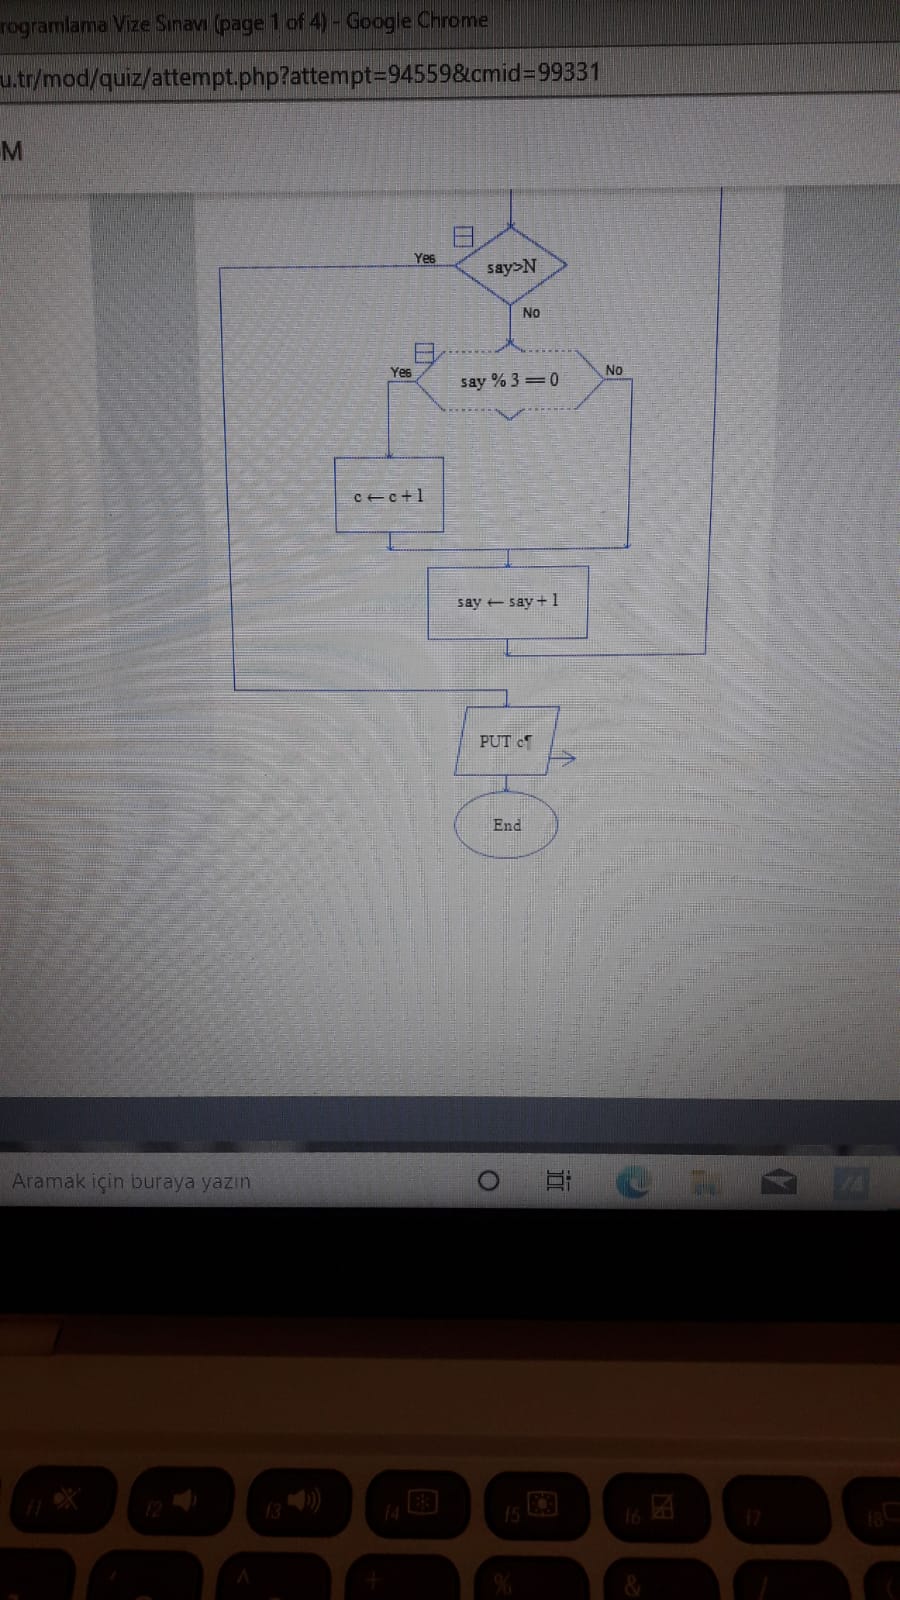 rogramlama Vize Sınavı (page 1 of 4) - Google Chrome
u.tr/mod/quiz/attempt.php?attempt=94559&cmid=99331
M
Yes
say>N
No
Yes
say % 3 = 0
No
c ← c + 1
say ← say + 1
PUT c¶
End
Aramak için buraya yazın
f1
f2
f3
f4
f5
f6
f7
f8
^
+
%
&
/
(